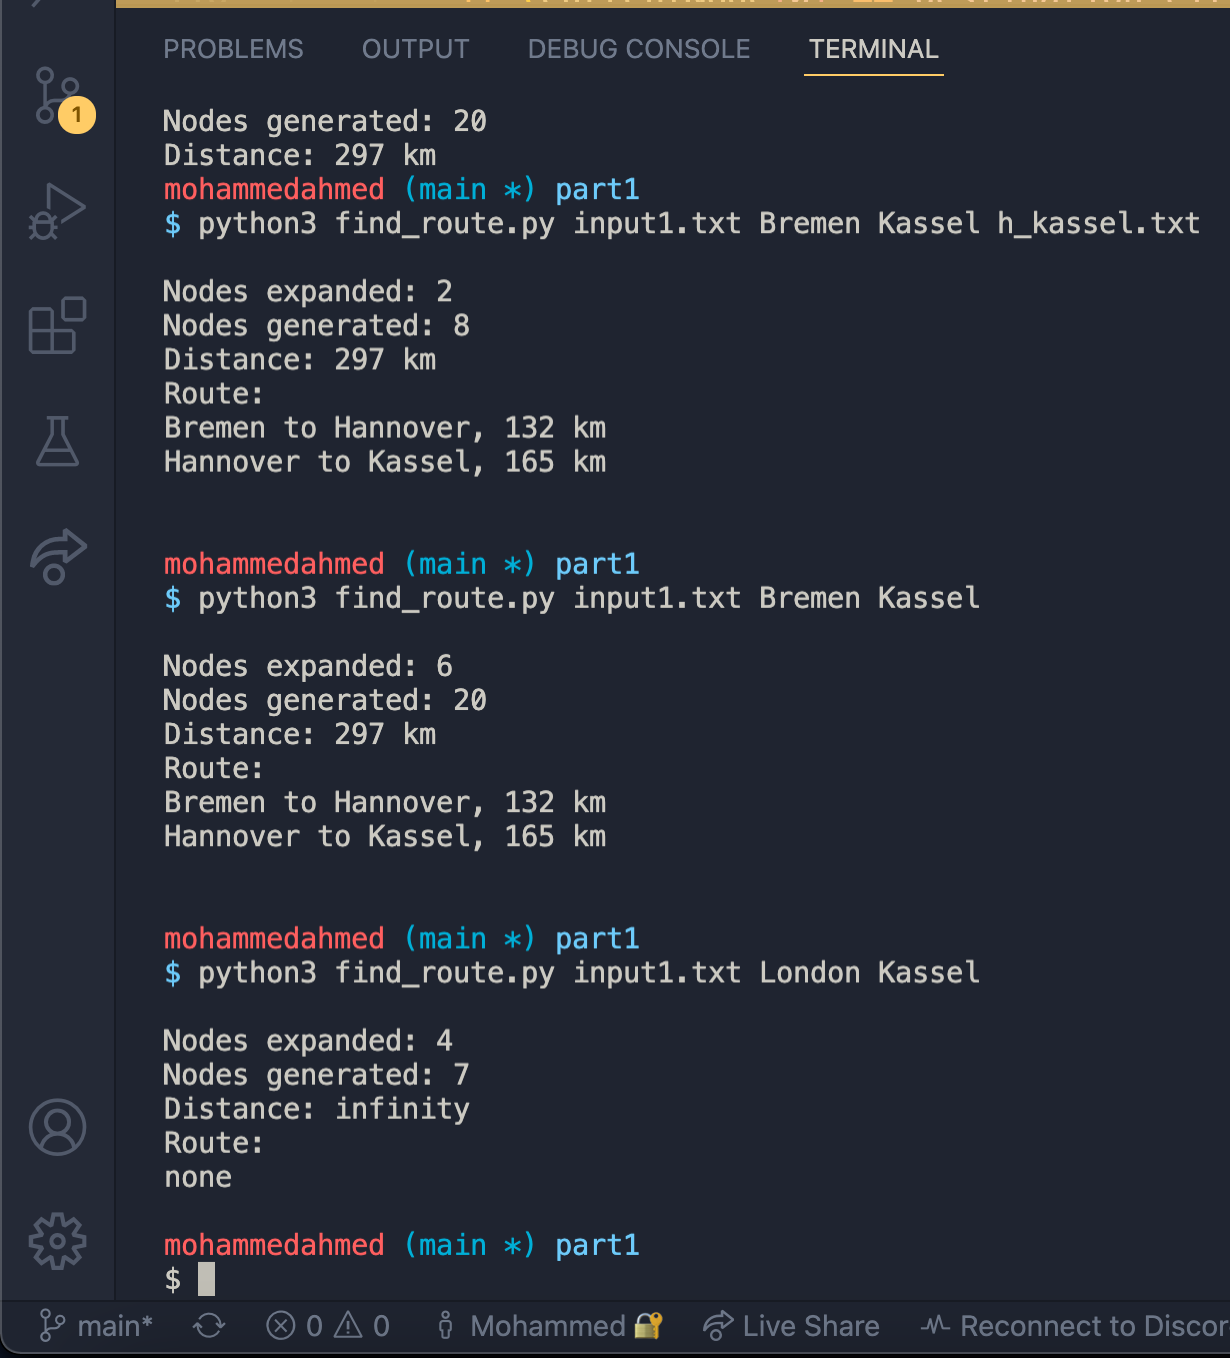 PROBLEMS OUTPUT DEBUG CONSOLE TERMINAL
1
Nodes generated: 20
Distance: 297 km
mohammedahmed (main *) part1
$ python3 find_route.py input1.txt Bremen Kassel h_kassel.txt
Nodes expanded: 2
Nodes generated: 8
Distance: 297 km
Route:
Bremen to Hannover, 132 km
Hannover to Kassel, 165 km
mohammedahmed (main *) part1
$ python3 find_route.py input1.txt Bremen Kassel
Nodes expanded: 6
Nodes generated: 20
Distance: 297 km
Route:
Bremen to Hannover, 132 km
Hannover to Kassel, 165 km
mohammedahmed (main *) part1
$ python3 find_route.py input1.txt London Kassel
Nodes expanded: 4
Nodes generated: 7
Distance: infinity
Route:
none
mohammedahmed (main *) part1
$
main* 0 0 Mohammed Live Share Reconnect to Discor